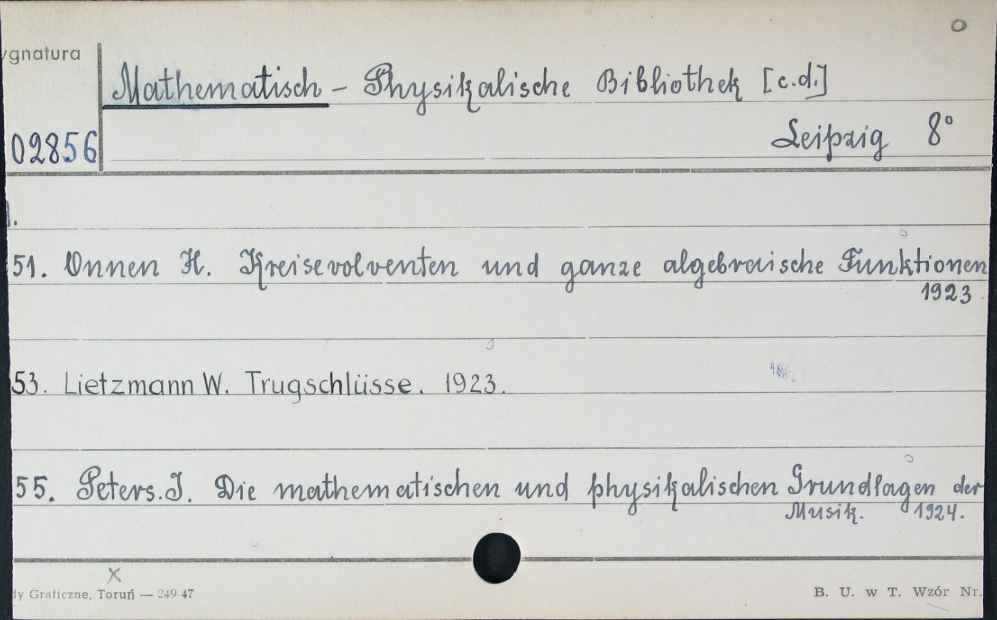 o
ygnatura
Mathematisch - Physikalische Bibliothek [c.d.]
02856
Leipzig 8°
51. Onnen H. Kreisevolventen und ganze algebraische Funktionen
1923
53. Lietzmann W. Trugschlüsse. 1923.
55. Peters. J. Die mathematischen und physikalischen Grundlagen der
Musik. 1924.
x
dy Graficzne, Toruń — 249-47
B. U. w T. Wzór Nr.